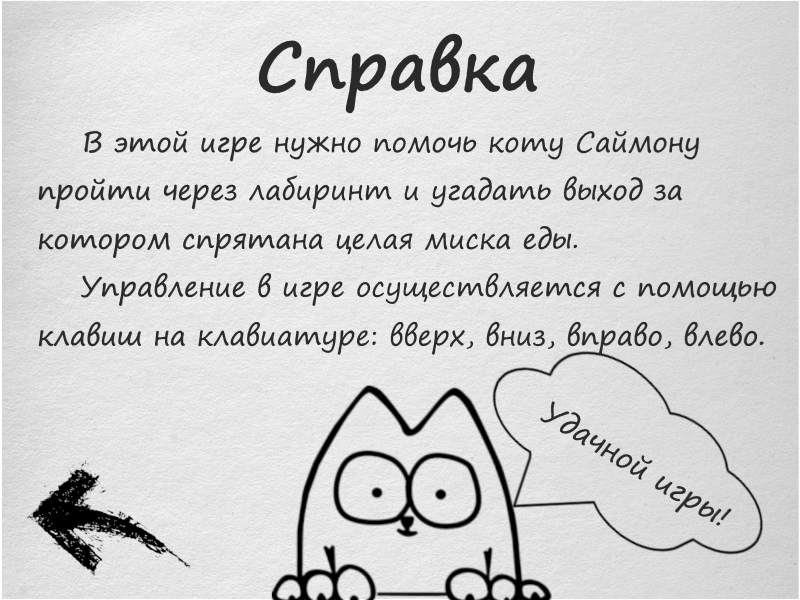 Справка
В этой игре нужно помочь коту Саймону
пройти через лабиринт и угадать выход за
котором спрятана целая миска еды.
Управление в игре осуществляется с помощью
клавиш на клавиатуре: вверх, вниз, вправо, влево.
Удачной игры!